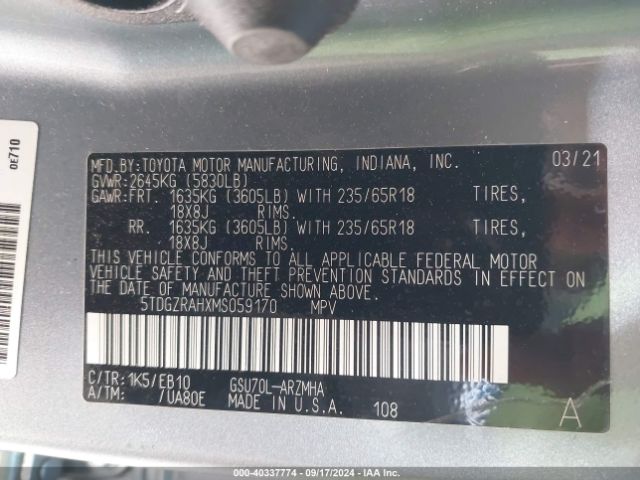 0E710
MFD.BY:TOYOTA MOTOR MANUFACTURING, INDIANA, INC. 03/21
GVWR:2645KG (5830LB)
GAWR:FRT. 1635KG (3605LB) WITH 235/65R18 TIRES,
18X8J RIMS.
RR. 1635KG (3605LB) WITH 235/65R18 TIRES,
18X8J RIMS.
THIS VEHICLE CONFORMS TO ALL APPLICABLE FEDERAL MOTOR
VEHICLE SAFETY AND THEFT PREVENTION STANDARDS IN EFFECT ON
THE DATE OF MANUFACTURE SHOWN ABOVE.
5TDGZRAHXMS059170 MPV
C/TR:1K5/EB10 GSU70L-ARZMHA
A/TM: /UA80E MADE IN U.S.A. 108 A
000-40337774 - 09/17/2024 - IAA Inc.